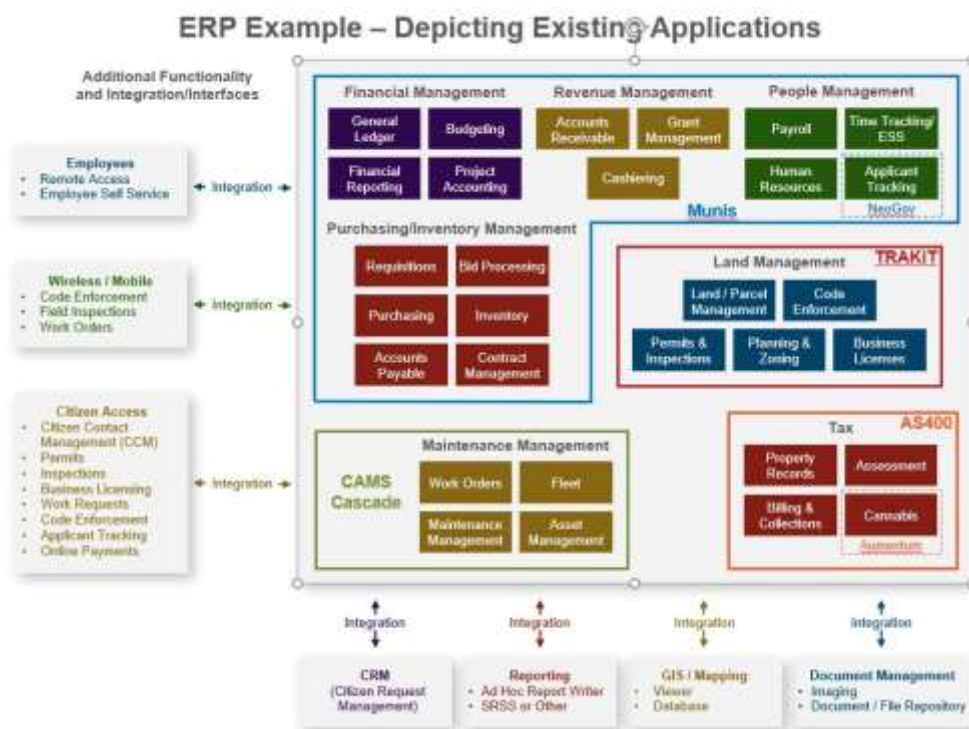 ERP Example – Depicting Existing Applications
Additional Functionality
and Integration/Interfaces
Employees
• Remote Access
• Employee Self Service
Integration
Wireless / Mobile
• Code Enforcement
• Field Inspections
• Work Orders
Integration
Citizen Access
• Citizen Contact
Management (CCM)
• Permits
• Inspections
• Business Licensing
• Work Requests
• Code Enforcement
• Applicant Tracking
• Online Payments
Integration
Financial Management
General
Ledger
Budgeting
Financial
Reporting
Project
Accounting
Revenue Management
Accounts
Receivable
Grant
Management
Cashiering
People Management
Payroll
Time Tracking/
ESS
Human
Resources
Applicant
Tracking
NeoGov
Munis
Purchasing/Inventory Management
Requisitions
Bid Processing
Purchasing
Inventory
Accounts
Payable
Contract
Management
Land Management
TRAKiT
Land / Parcel
Management
Code
Enforcement
Permits &
Inspections
Planning &
Zoning
Business
Licenses
Maintenance Management
CAMS
Cascade
Work Orders
Fleet
Maintenance
Management
Asset
Management
Tax
AS400
Property
Records
Assessment
Billing &
Collections
Cannabis
Aumentum
Integration
Integration
Integration
Integration
CRM
(Citizen Request
Management)
Reporting
• Ad Hoc Report Writer
• SRSS or Other
GIS / Mapping
• Viewer
• Database
Document Management
• Imaging
• Document / File Repository